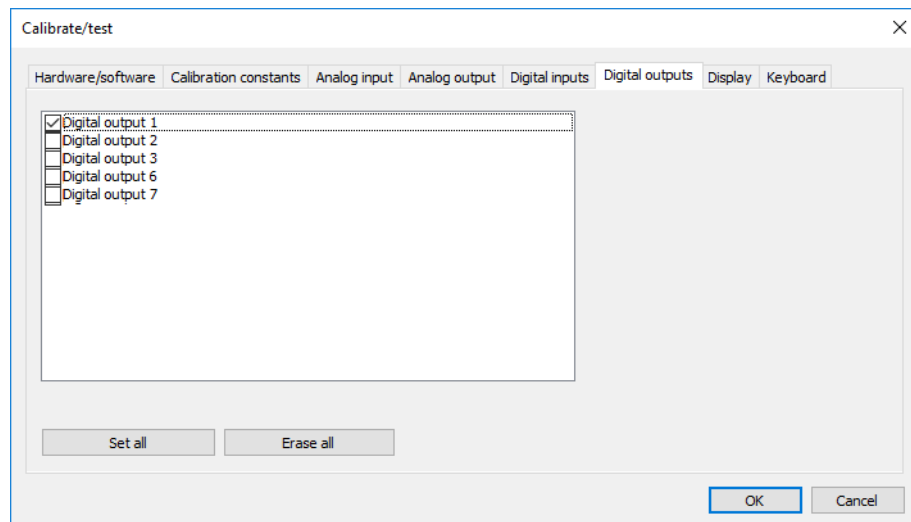 Calibrate/test
Hardware/software Calibration constants Analog input Analog output Digital inputs Digital outputs Display Keyboard
Digital output 1
Digital output 2
Digital output 3
Digital output 6
Digital output 7
Set all Erase all
OK Cancel